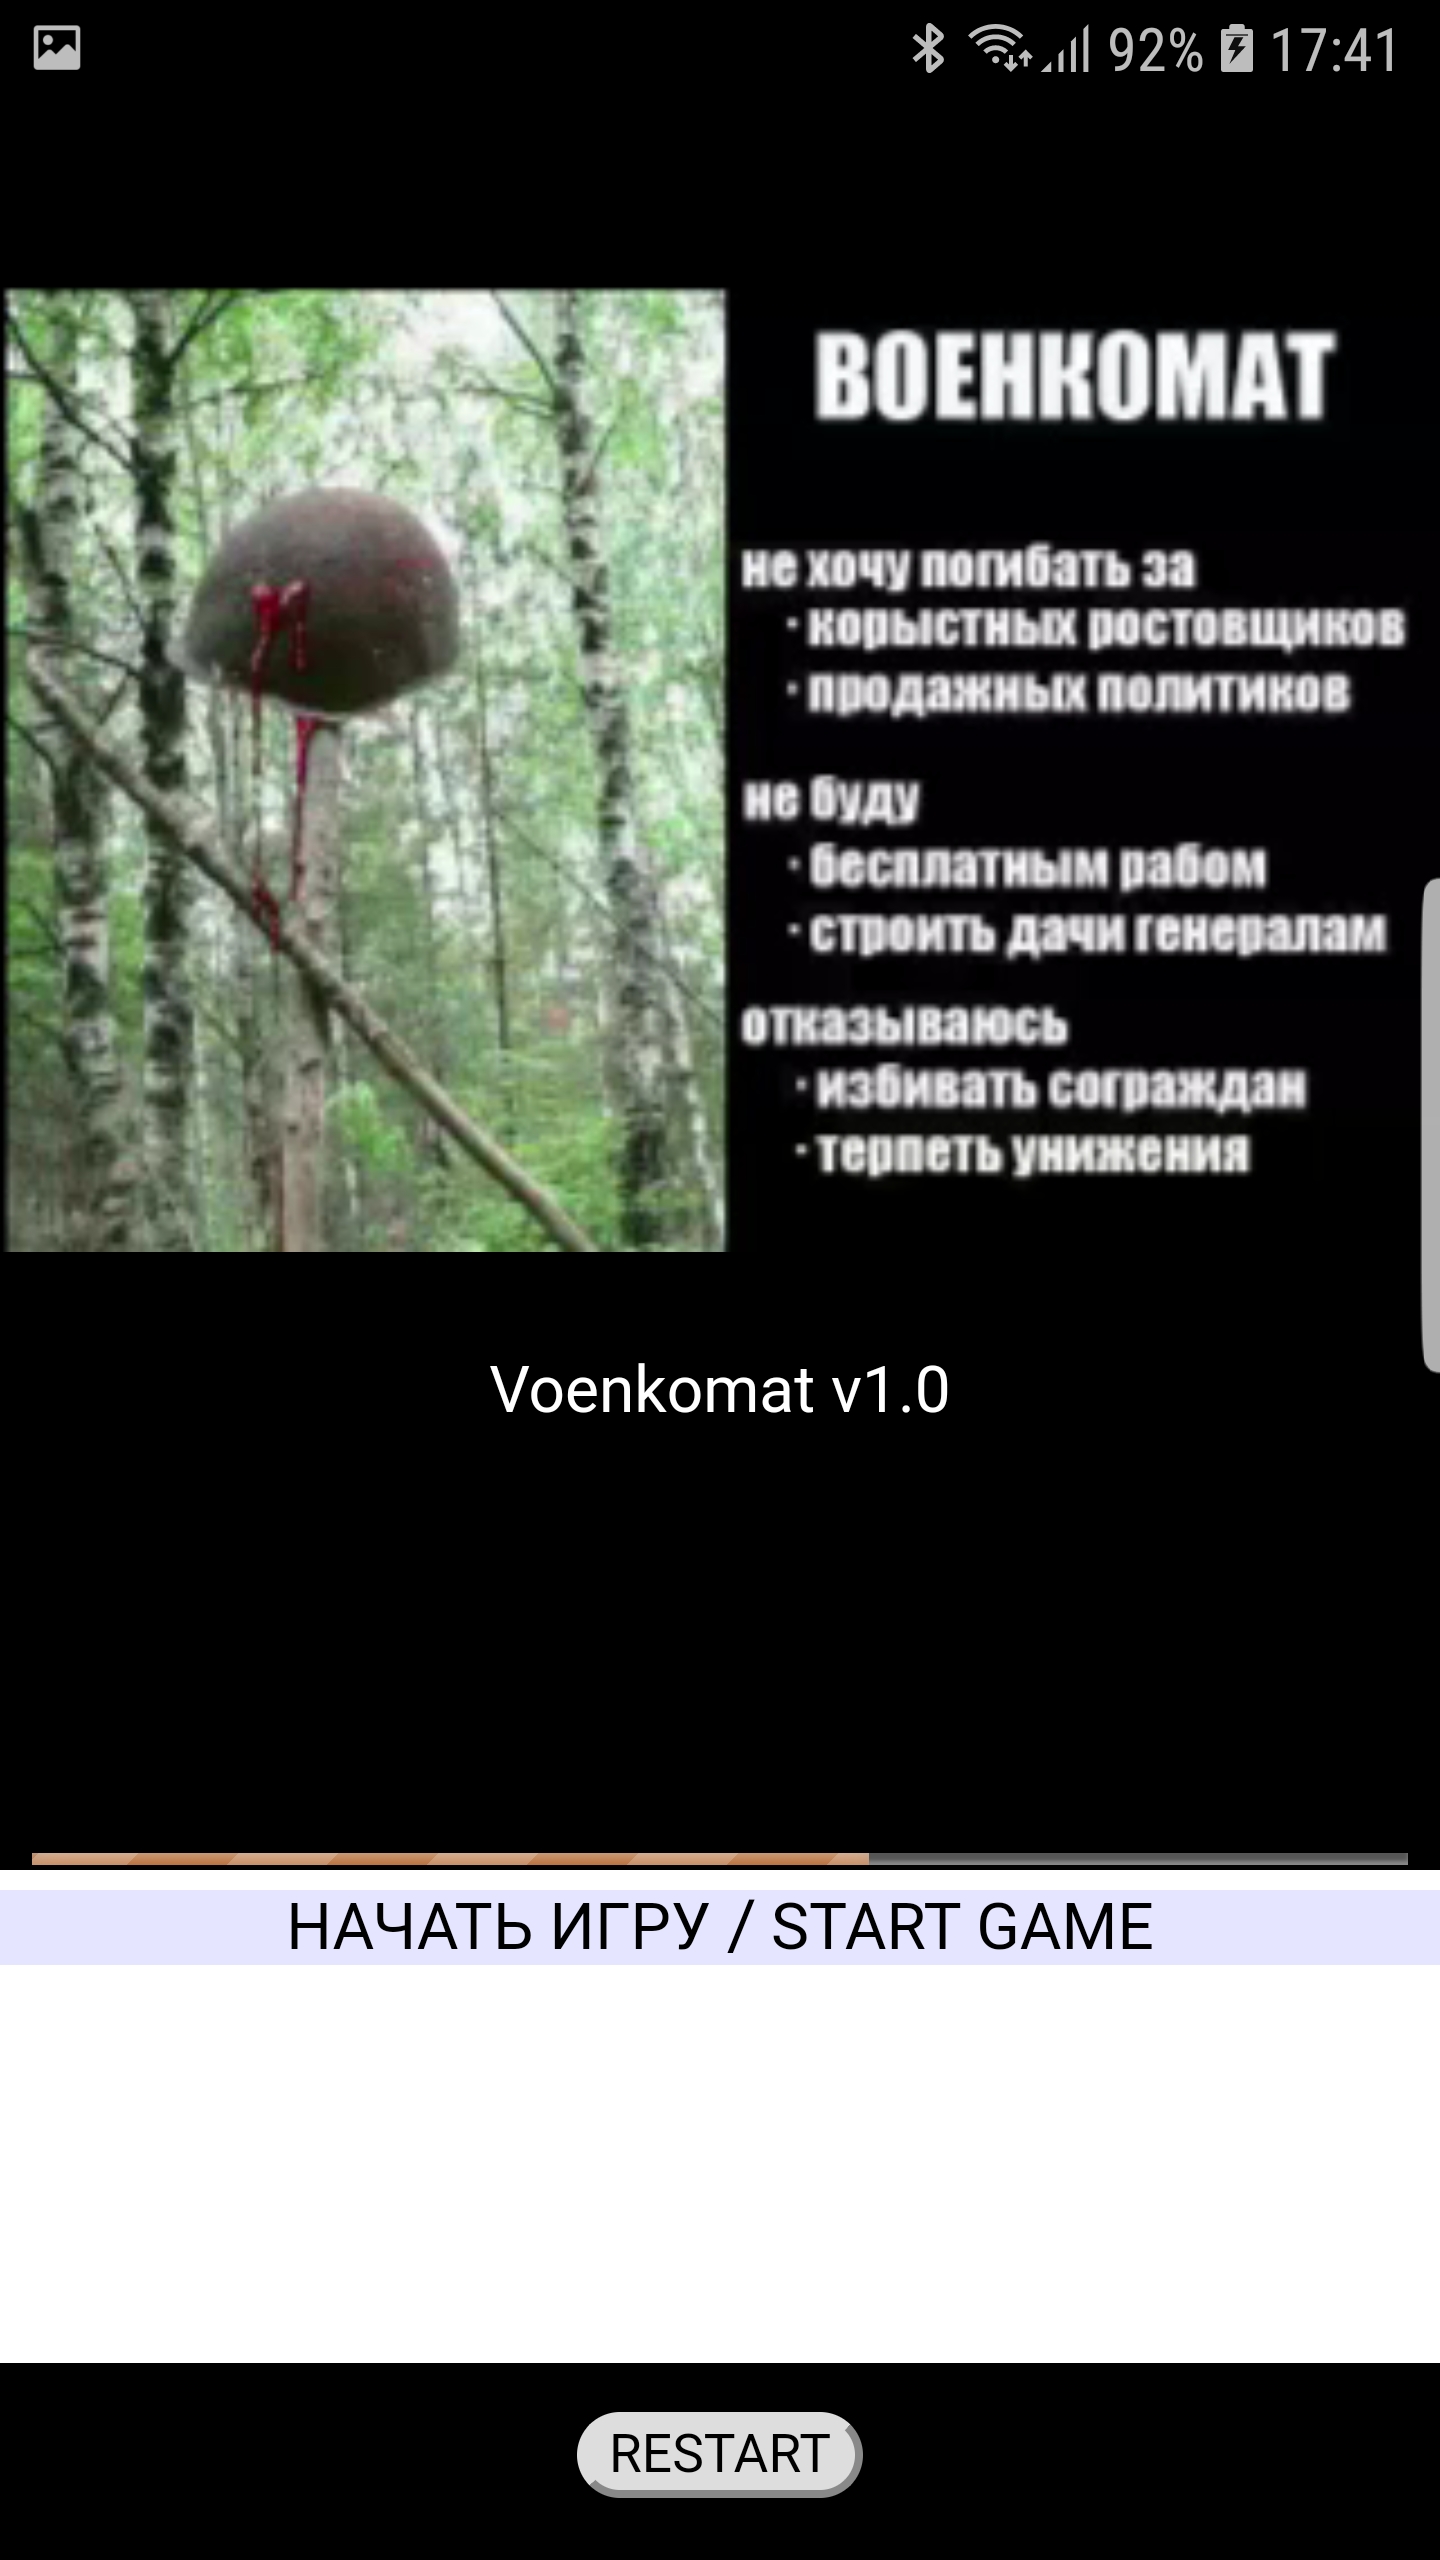 92% 17:41
ВОЕНКОМАТ
не хочу погибать за
· корыстных ростовщиков
· продажных политиков
не буду
· бесплатным рабом
· строить дачи генералам
отказываюсь
· избивать сограждан
· терпеть унижения
Voenkomat v1.0
НАЧАТЬ ИГРУ / START GAME
RESTART